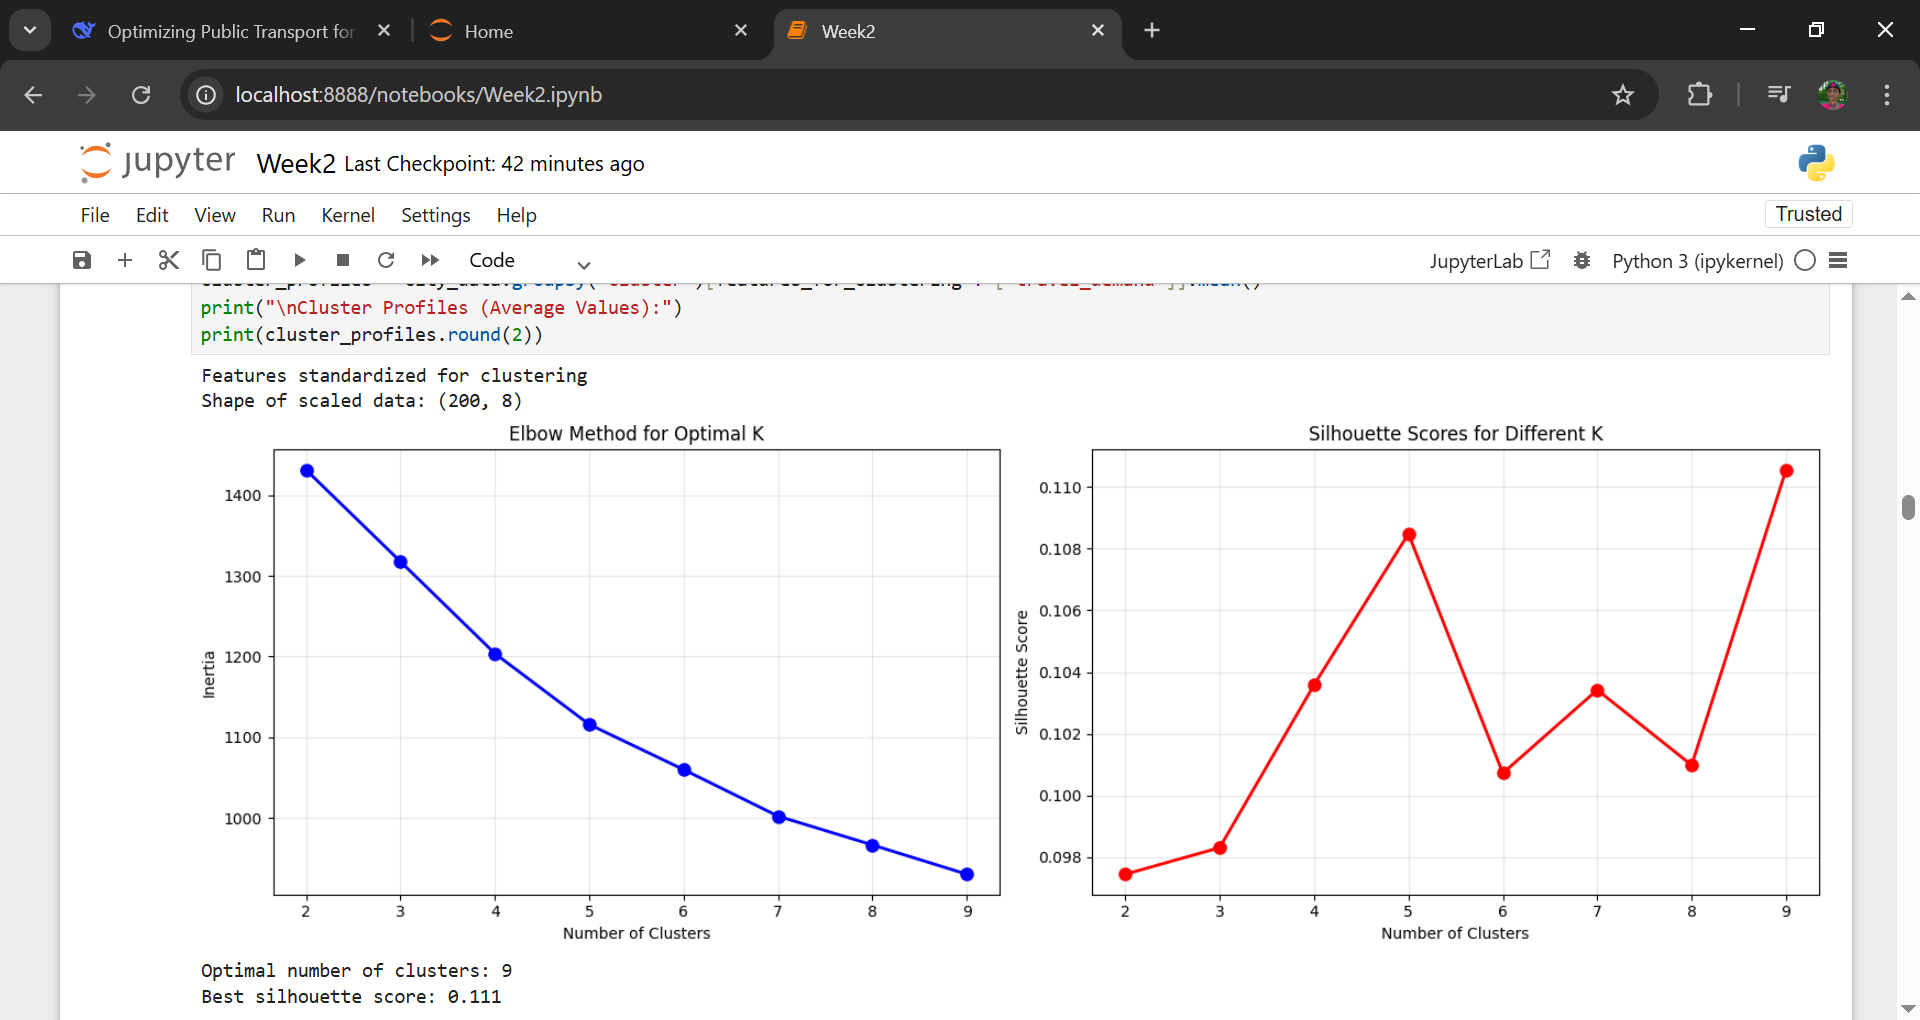 Optimizing Public Transport for
Home
Week2
localhost:8888/notebooks/Week2.ipynb
jupyter Week2 Last Checkpoint: 42 minutes ago
File Edit View Run Kernel Settings Help
Trusted
Code
JupyterLab
Python 3 (ipykernel)
print("\nCluster Profiles (Average Values):")
print(cluster_profiles.round(2))
Features standardized for clustering
Shape of scaled data: (200, 8)
Elbow Method for Optimal K
1400
1300
1200
1100
1000
Inertia
2 3 4 5 6 7 8 9
Number of Clusters
Silhouette Scores for Different K
0.110
0.108
0.106
0.104
0.102
0.100
0.098
Silhouette Score
2 3 4 5 6 7 8 9
Number of Clusters
Optimal number of clusters: 9
Best silhouette score: 0.111